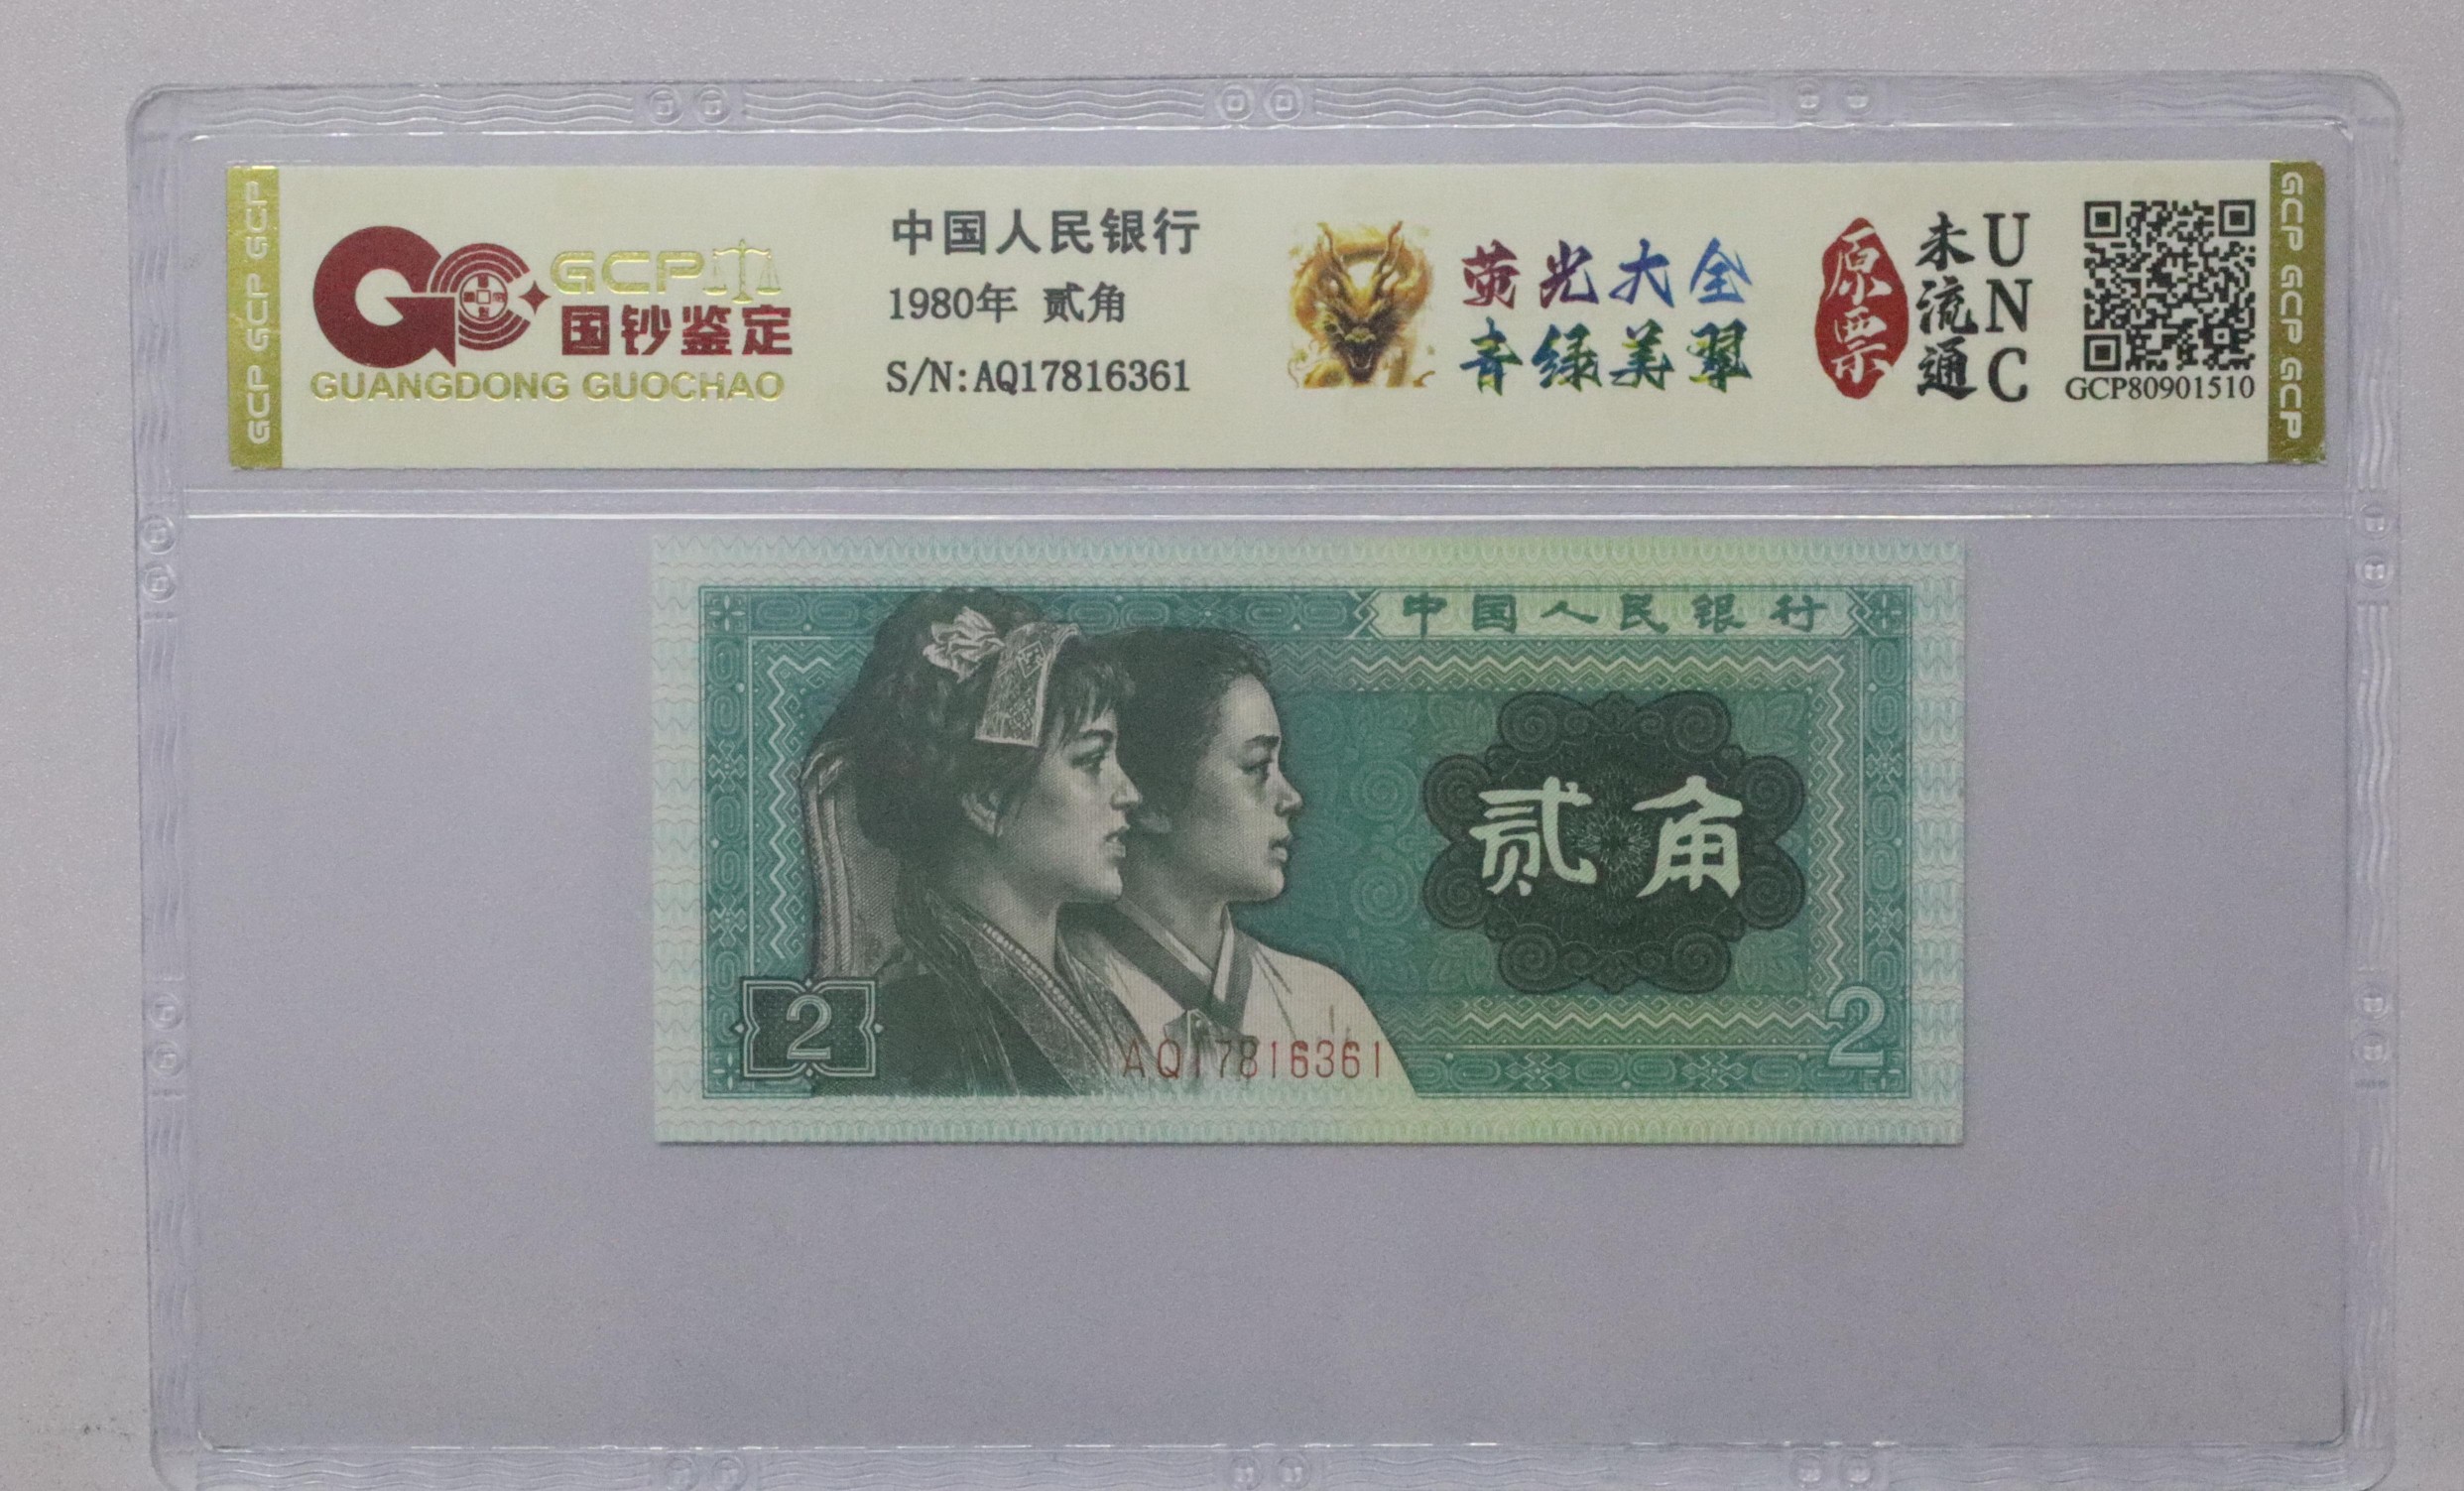 GCP GCP GCP
GCP
国钞鉴定
GUANGDONG GUOCHAO
中国人民银行
1980年 贰角
S/N:AQ17816361
荧光大全
青绿美翠
原票
未流通
UNC
GCP80901510
GCP GCP GCP
中国人民银行
贰角
2
2
AQ17816361